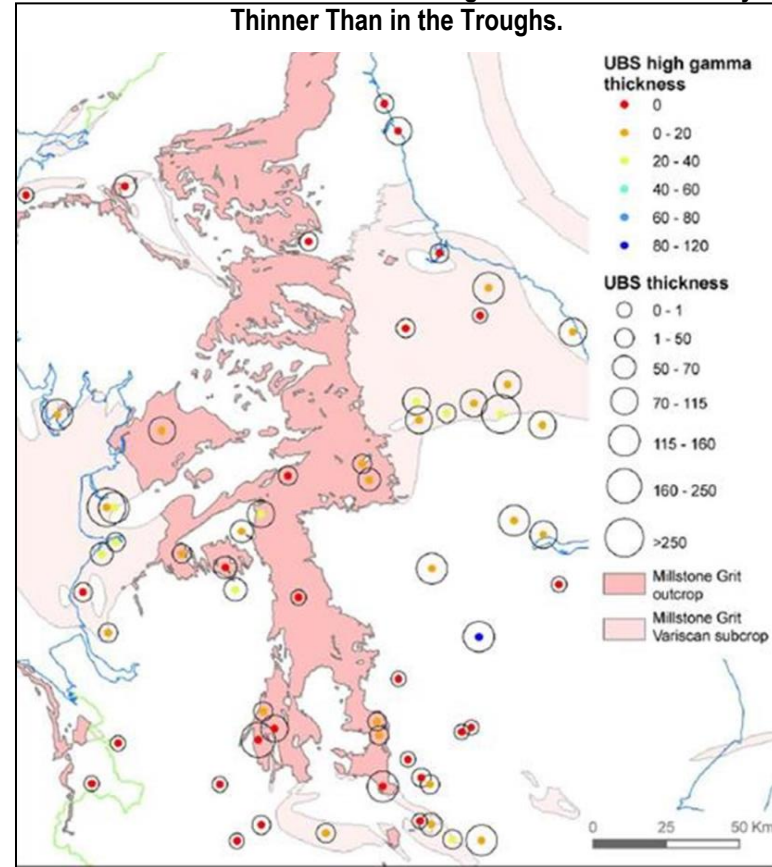 Thinner Than in the Troughs.
UBS high gamma
thickness
0
0 - 20
20 - 40
40 - 60
60 - 80
80 - 120
UBS thickness
0 - 1
1 - 50
50 - 70
70 - 115
115 - 160
160 - 250
>250
Millstone Grit
outcrop
Millstone Grit
Variscan subcrop
0 25 50 Km